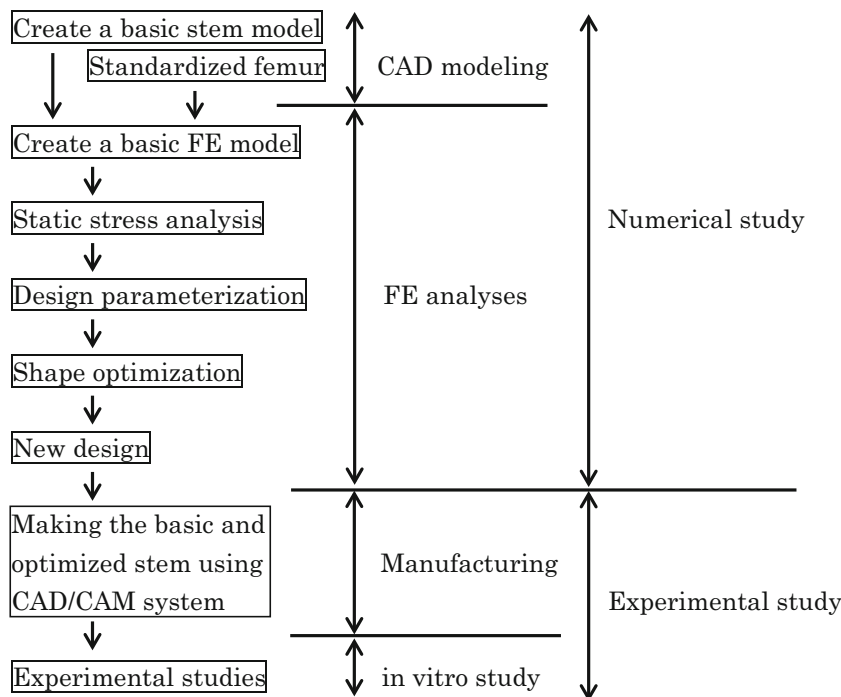 Create a basic stem model
Standardized femur
CAD modeling
Create a basic FE model
Static stress analysis
Numerical study
Design parameterization
FE analyses
Shape optimization
New design
Making the basic and
optimized stem using
CAD/CAM system
Manufacturing
Experimental study
Experimental studies
in vitro study